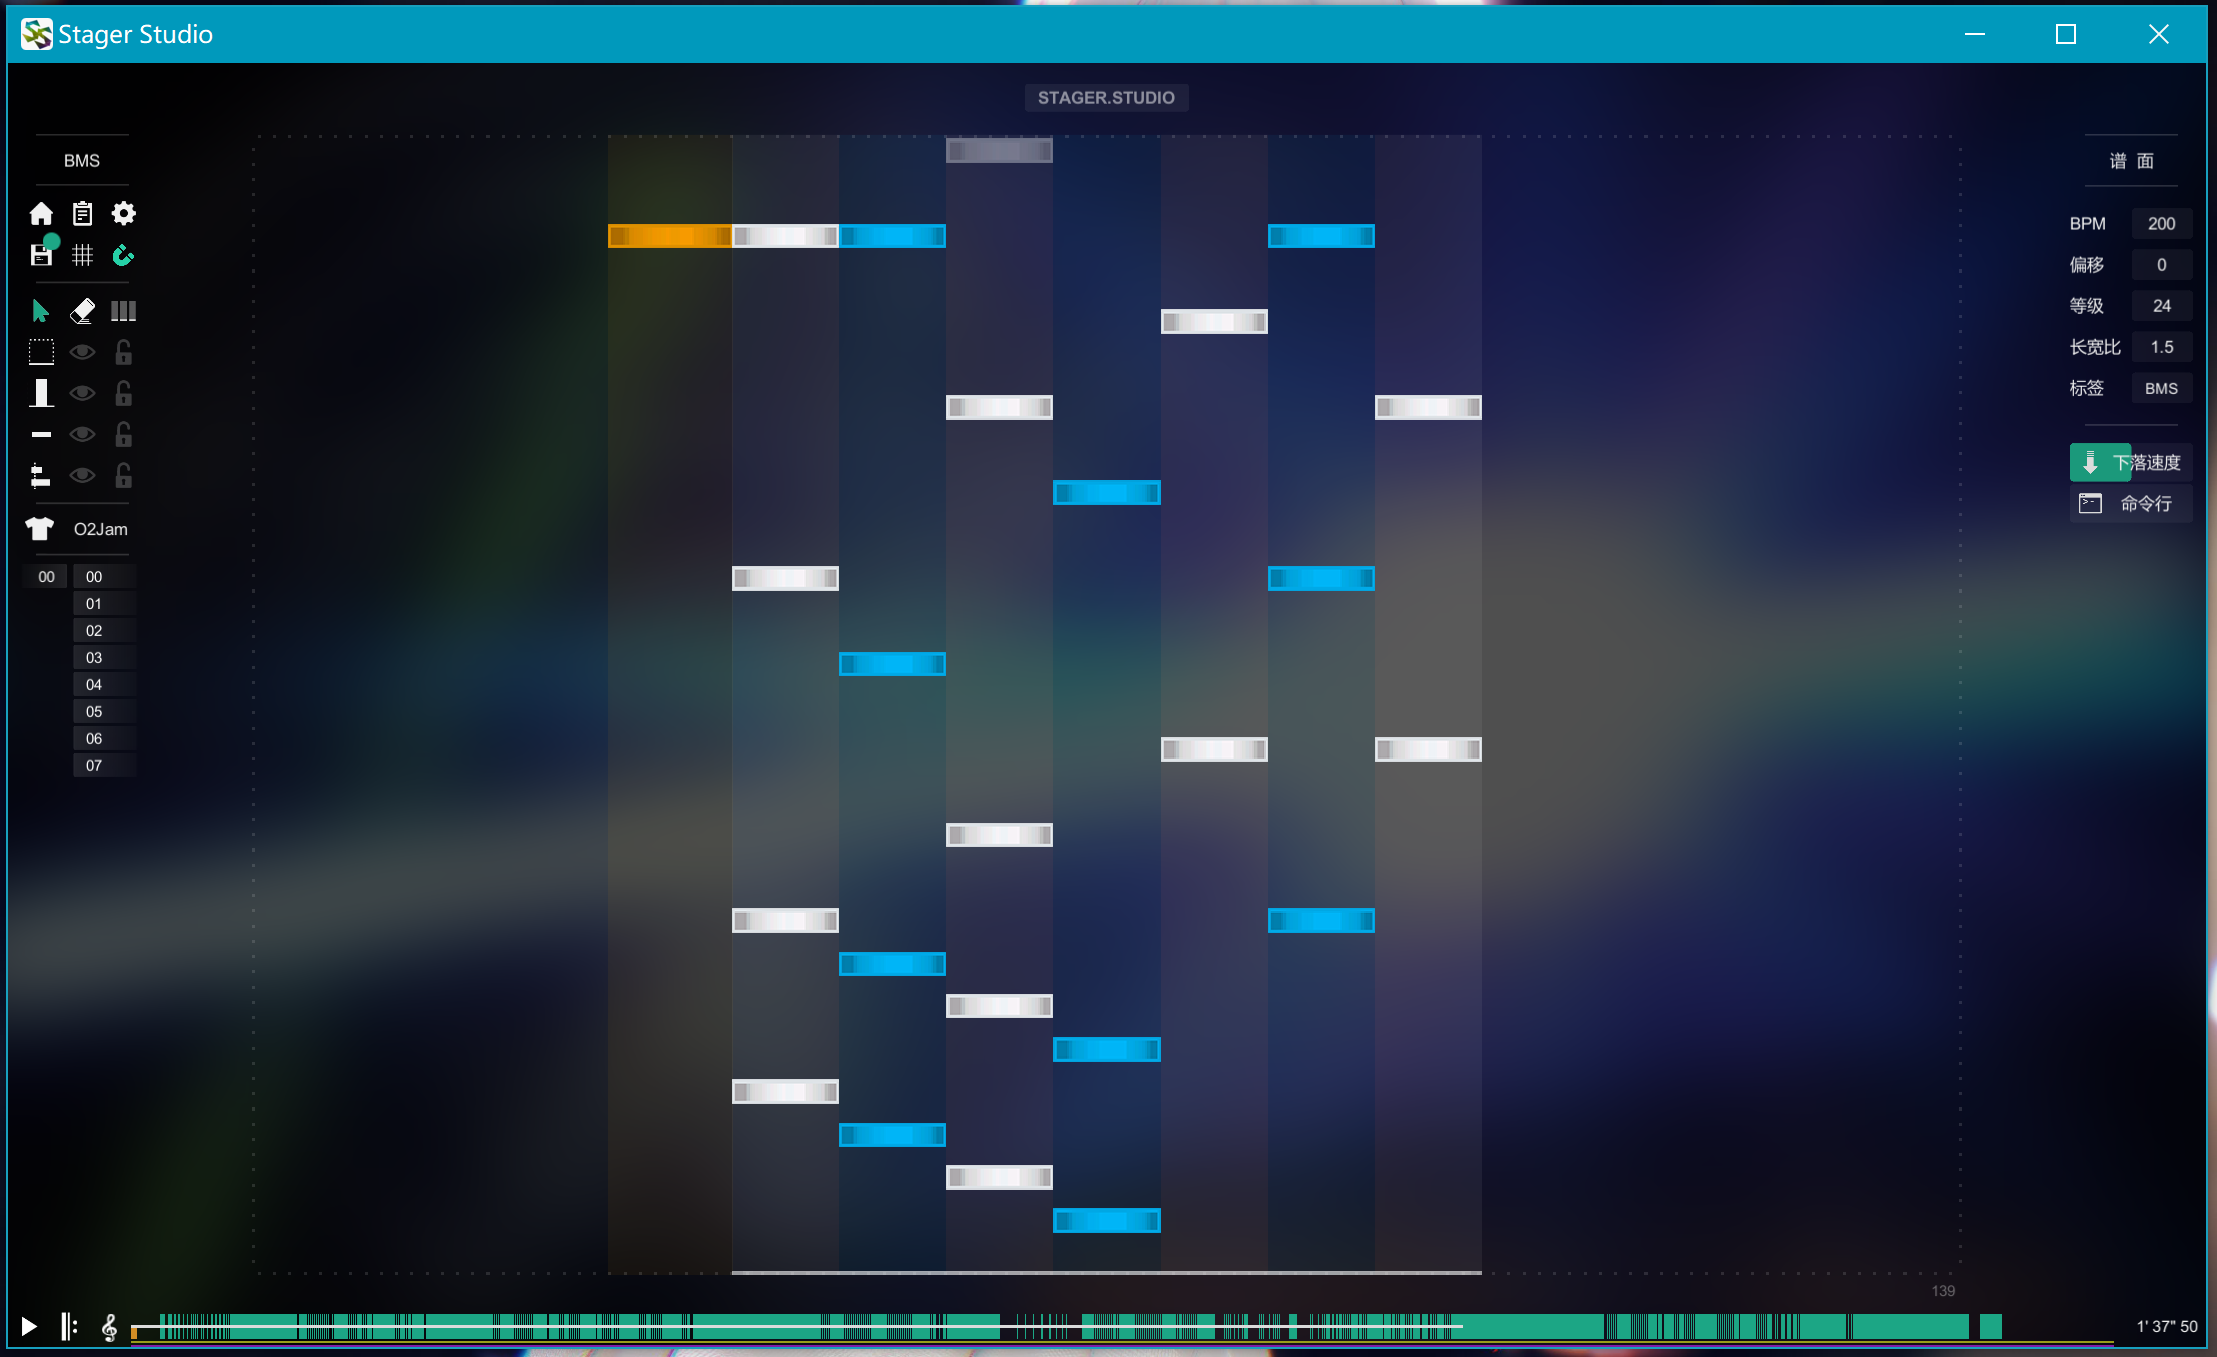 Stager Studio
STAGER.STUDIO
BMS
O2Jam
00 00
01
02
03
04
05
06
07
谱 面
BPM 200
偏移 0
等级 24
长宽比 1.5
标签 BMS
下落速度
命令行
139
1' 37" 50